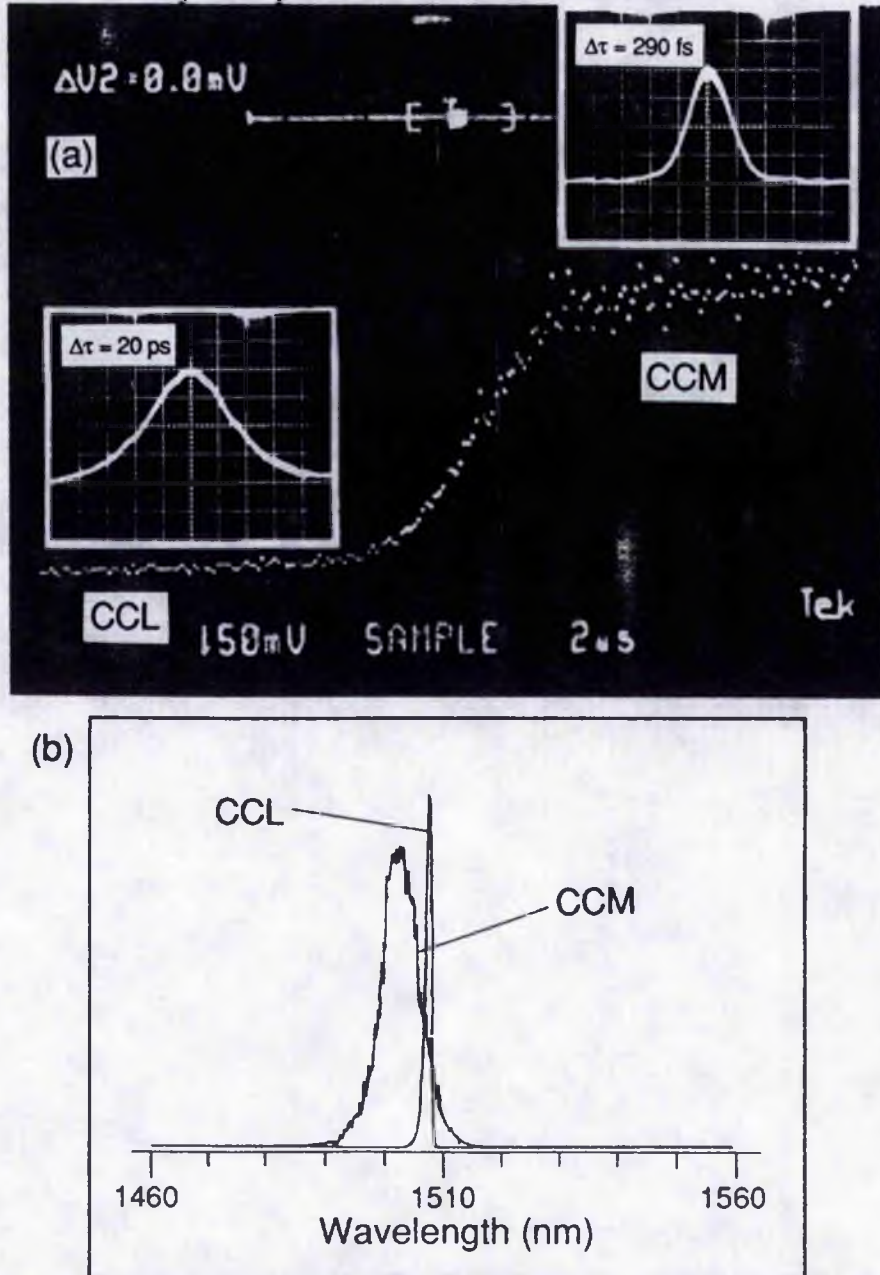 ΔV2=0.0mV
Δτ = 290 fs
(a)
T
Δτ = 20 ps
CCM
CCL
150mV SAMPLE 2us
Tek
(b)
CCL
CCM
1460
1510
1560
Wavelength (nm)